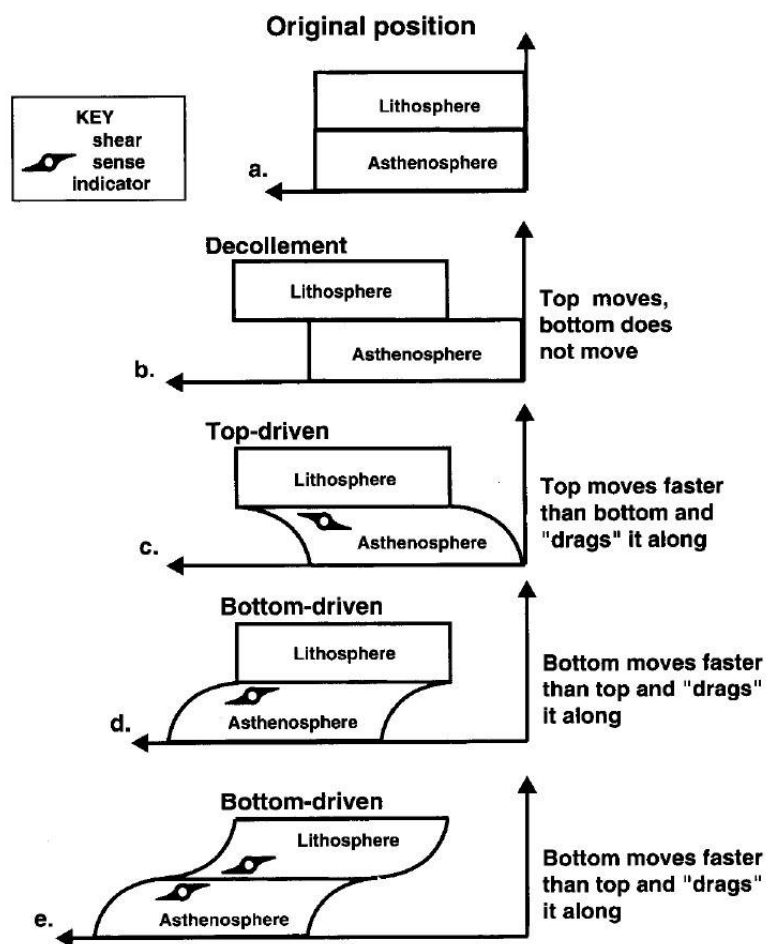 Original position
KEY
shear
sense
indicator
Lithosphere
Asthenosphere
a.
Decollement
Lithosphere
Asthenosphere
b.
Top moves,
bottom does
not move
Top-driven
Lithosphere
Asthenosphere
c.
Top moves faster
than bottom and
"drags" it along
Bottom-driven
Lithosphere
Asthenosphere
d.
Bottom moves faster
than top and "drags"
it along
Bottom-driven
Lithosphere
Asthenosphere
e.
Bottom moves faster
than top and "drags"
it along